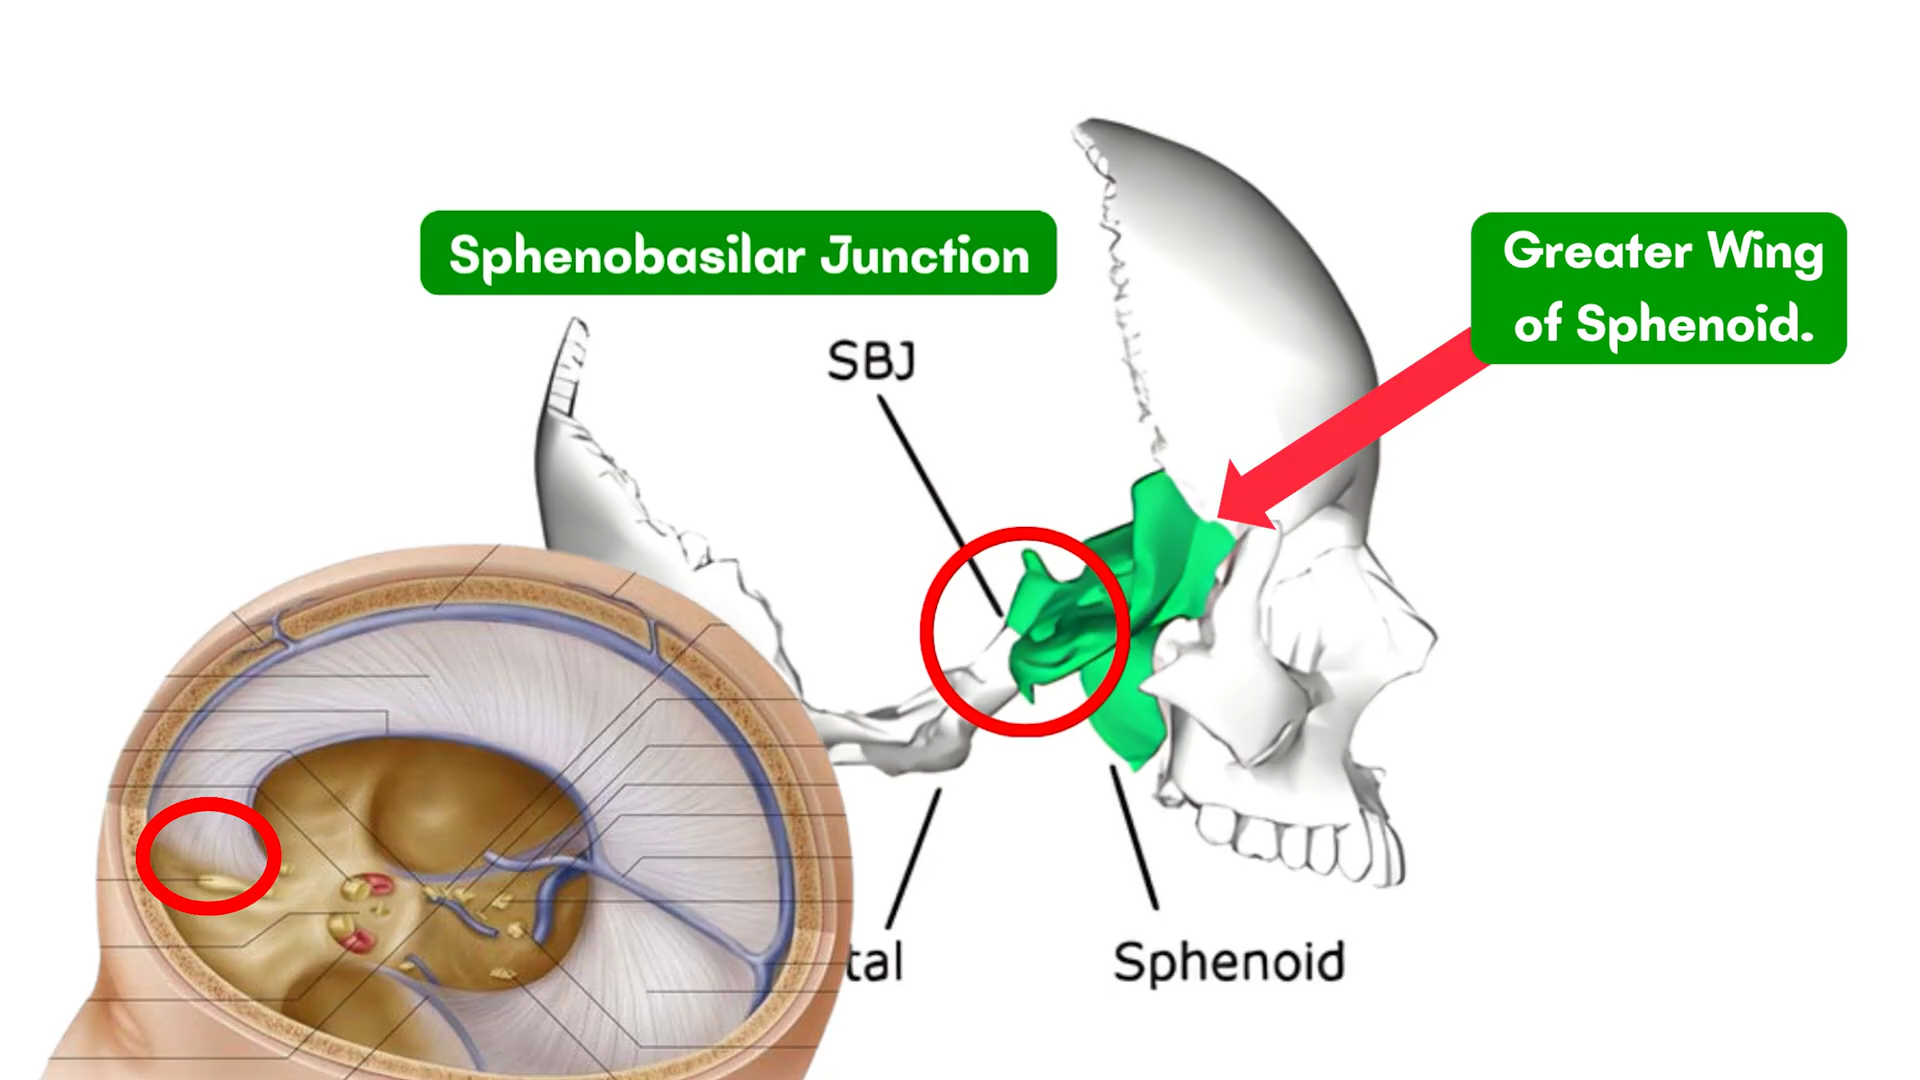 Sphenobasilar Junction
Greater Wing
of Sphenoid.
SBJ
tal
Sphenoid